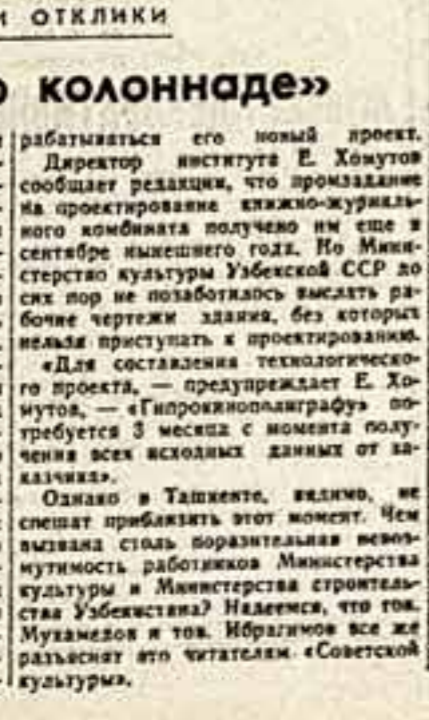 И ОТКЛИКИ
о колоннаде»
рабатываться его новый проект.
Директор института Е. Хомутов
сообщает редакции, что промзадание
на проектирование книжно-журналь-
ного комбината получено им еще в
сентябре нынешнего года. Но Мини-
стерство культуры Узбекской ССР до
сих пор не позаботилось выслать ра-
бочие чертежи здания, без которых
нельзя приступать к проектированию.
«Для составления технологическо-
го проекта, — предупреждает Е. Хо-
мутов, — «Гипрокинополиграфу» по-
требуется 3 месяца с момента полу-
чения всех исходных данных от за-
казчика».
Однако в Ташкенте, видимо, не
спешат приблизить этот момент. Чем
вызвана столь поразительная невоз-
мутимость работников Министерства
культуры и Министерства строитель-
ства Узбекистана? Надеемся, что тов.
Мухамедов и тов. Ибрагимов все же
разъяснят это читателям «Советской
культуры».